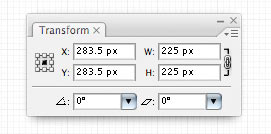 Transform
X: 283.5 px W: 225 px
Y: 283.5 px H: 225 px
0° 0°